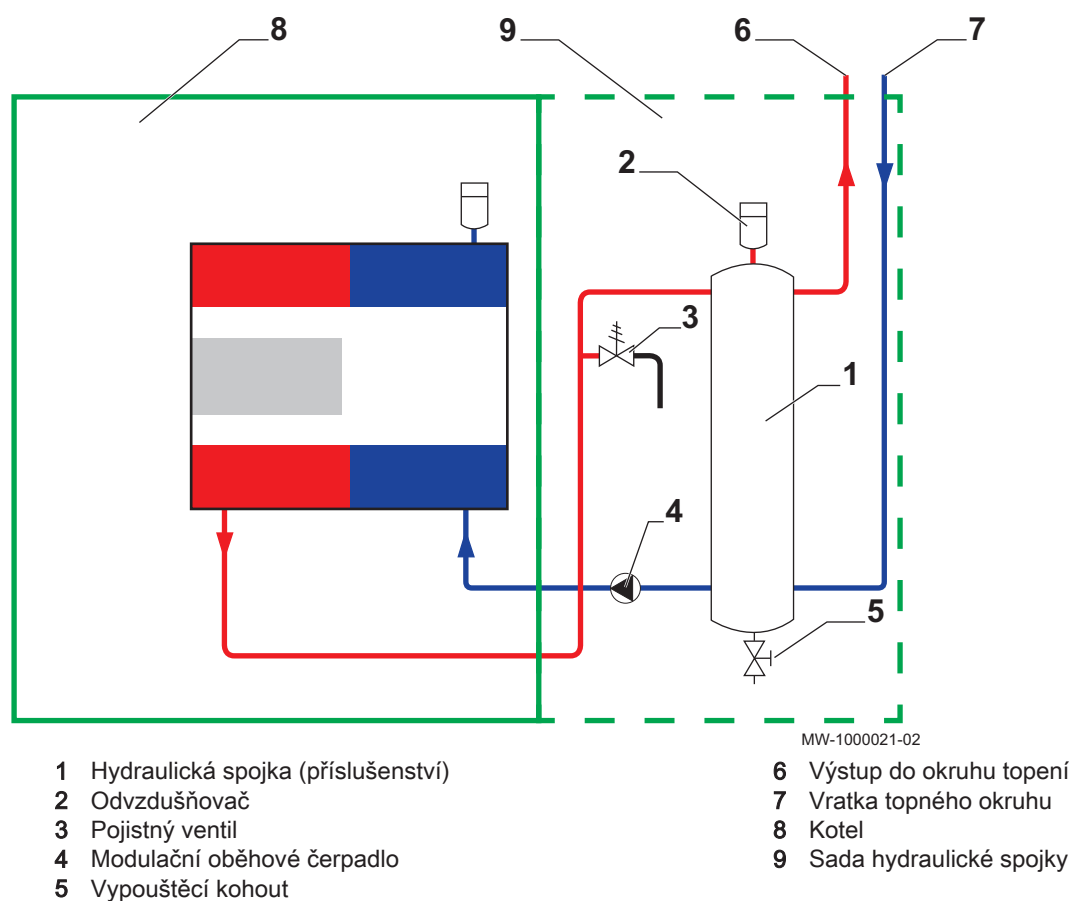 8
9
6
7
2
3
1
4
5
MW-1000021-02
1 Hydraulická spojka (příslušenství)
2 Odvzdušňovač
3 Pojistný ventil
4 Modulační oběhové čerpadlo
5 Vypouštěcí kohout
6 Výstup do okruhu topení
7 Vratka topného okruhu
8 Kotel
9 Sada hydraulické spojky